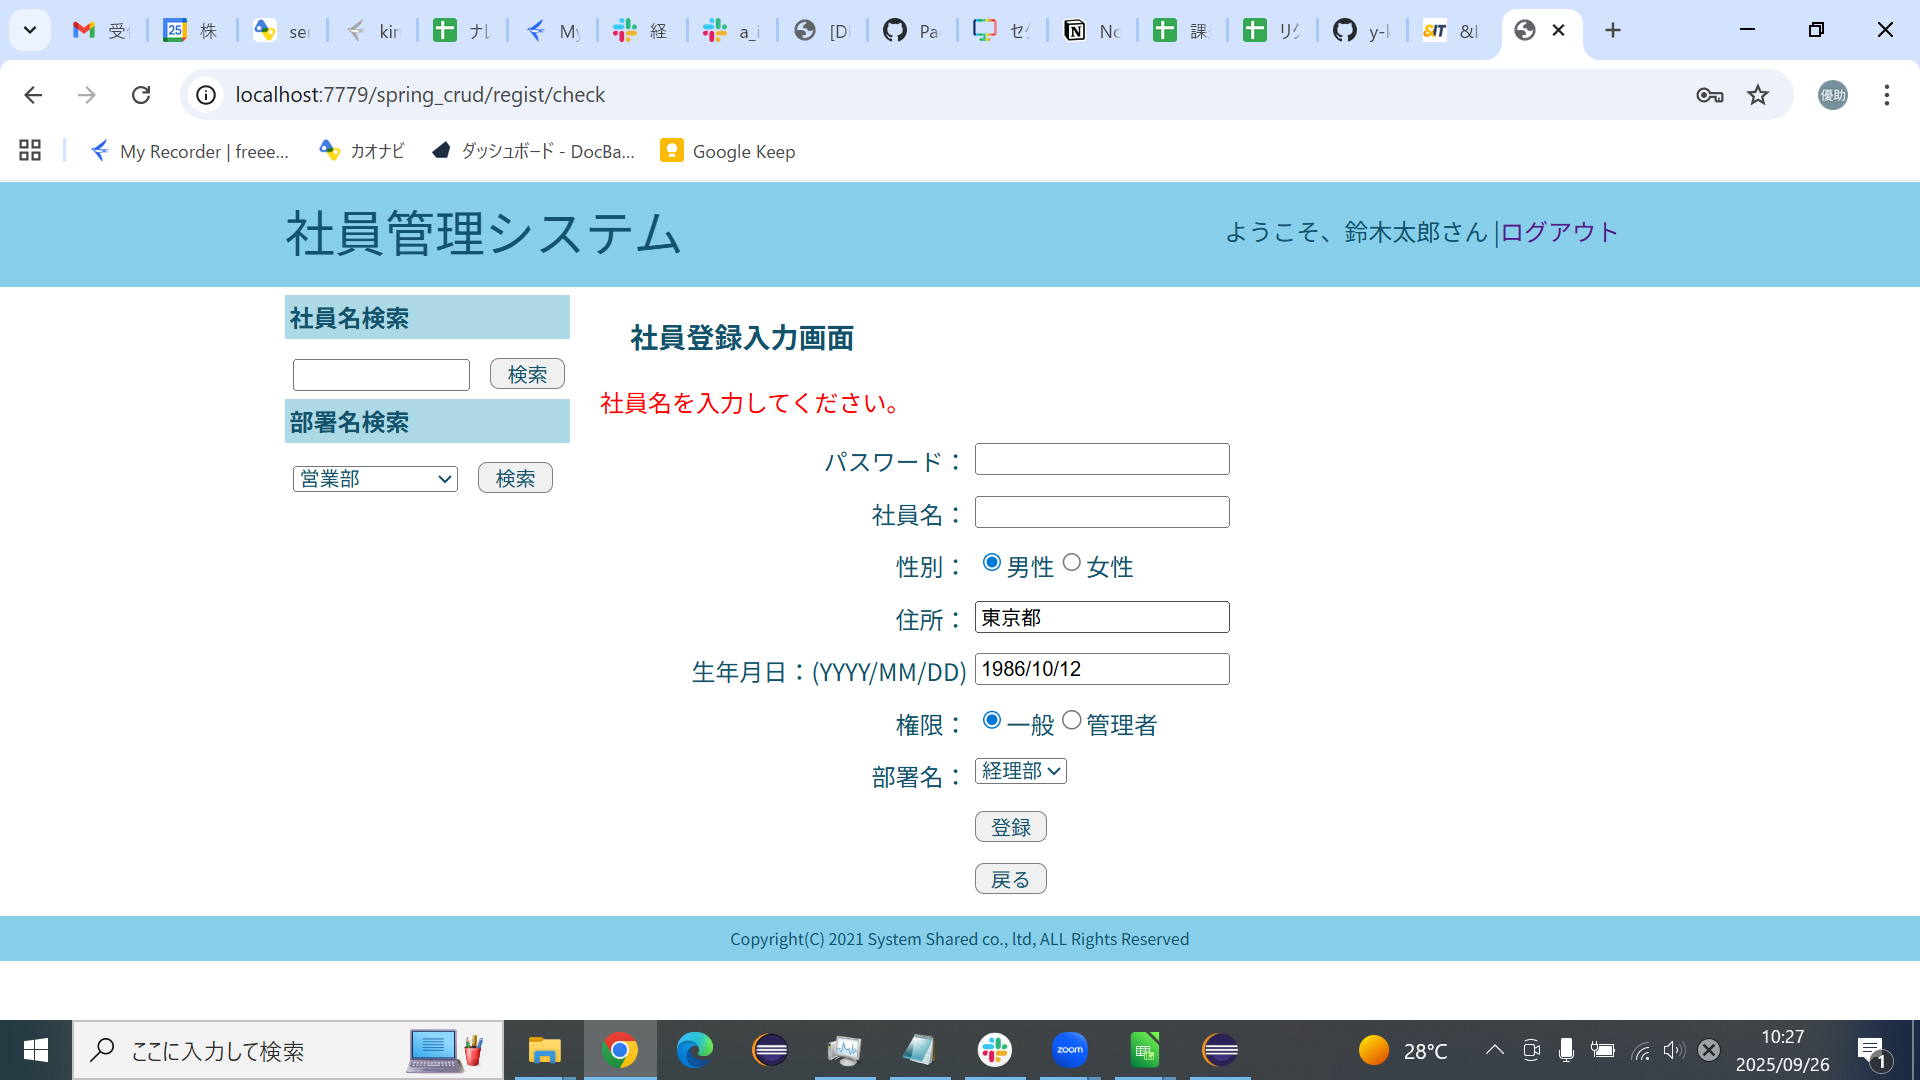 受
25
株
se
kin
ナレ
My
経
a_i
[D
Pa
セク
No
課
リク
y-
&IT
&I
localhost:7779/spring_crud/regist/check
優助
My Recorder | freee...
カオナビ
ダッシュボード - DocBa...
Google Keep
社員管理システム
ようこそ、鈴木太郎さん |ログアウト
社員名検索
検索
部署名検索
営業部
検索
社員登録入力画面
社員名を入力してください。
パスワード：
社員名：
性別： 男性 女性
住所： 東京都
生年月日：(YYYY/MM/DD) 1986/10/12
権限： 一般 管理者
部署名： 経理部
登録
戻る
Copyright(C) 2021 System Shared co., ltd, ALL Rights Reserved
ここに入力して検索
zoom
28℃
10:27
2025/09/26
1